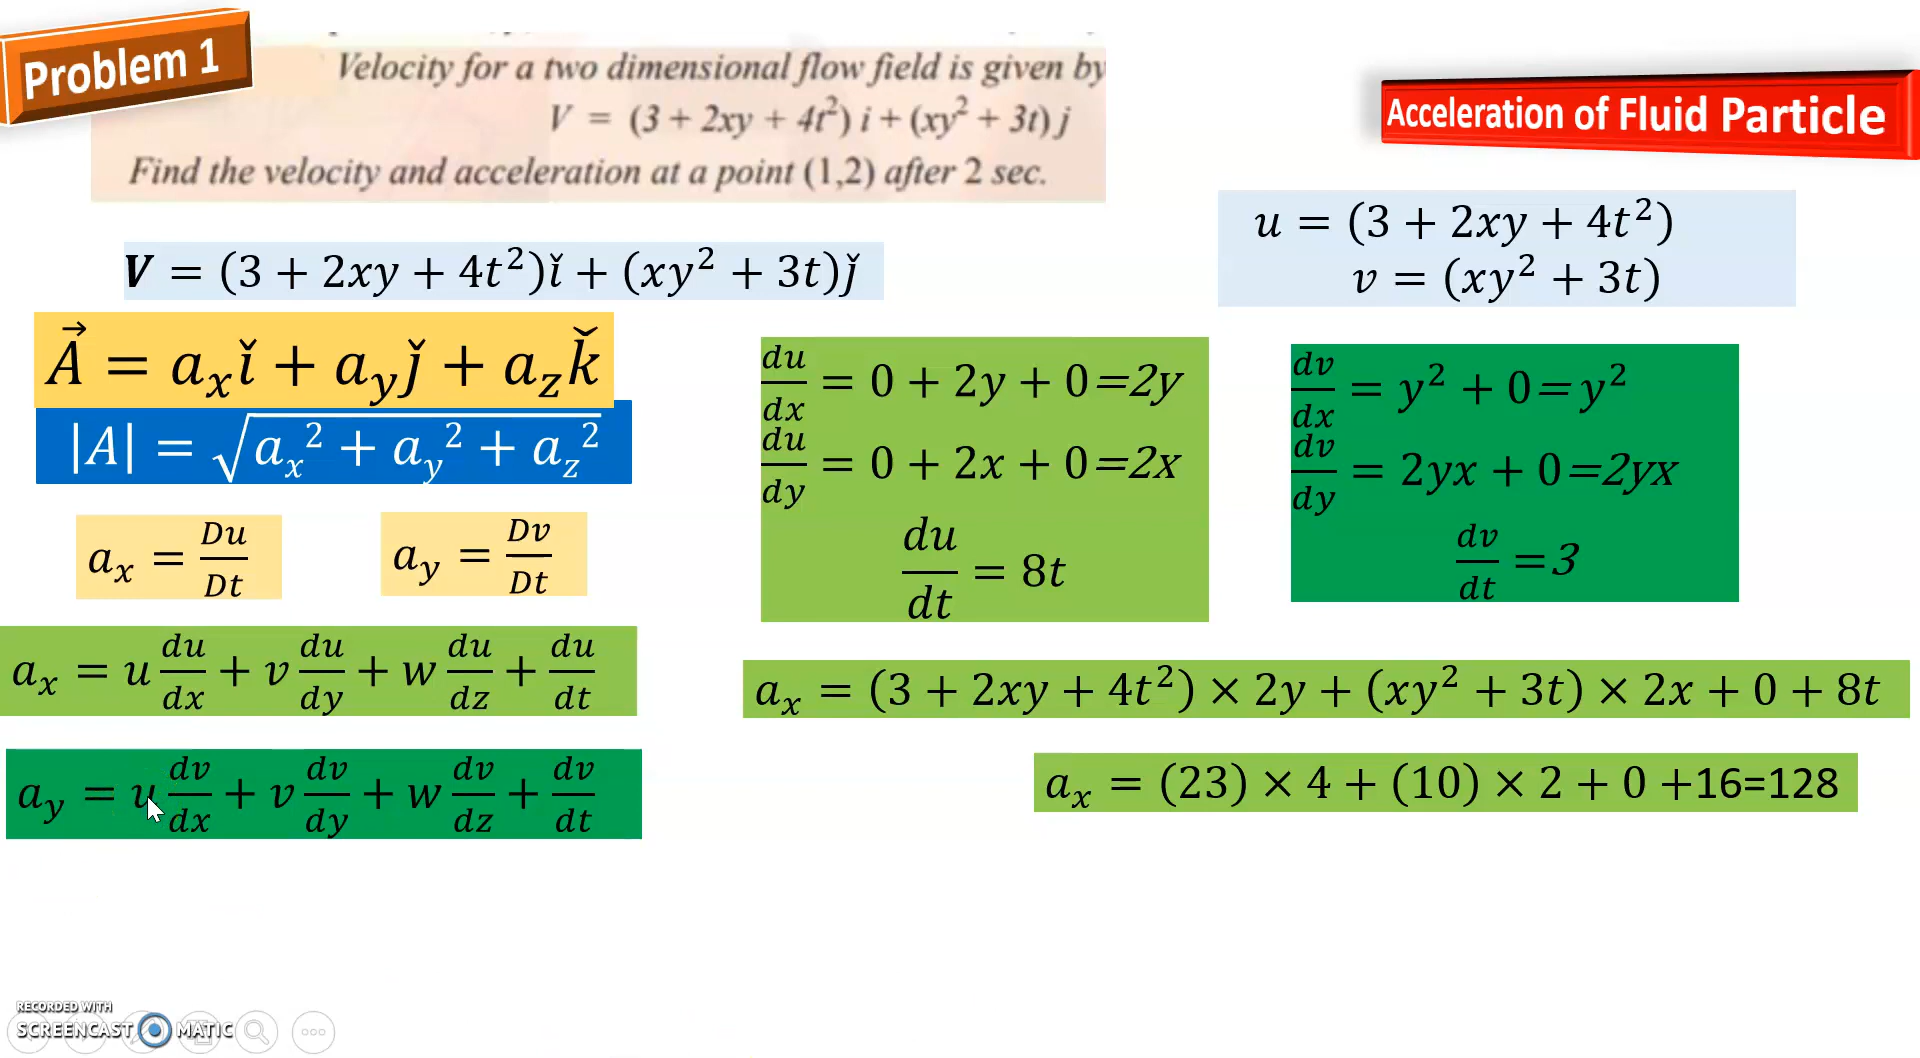 Problem 1
Velocity for a two dimensional flow field is given by
V = (3 + 2xy + 4t²) i + (xy² + 3t) j
Find the velocity and acceleration at a point (1,2) after 2 sec.
Acceleration of Fluid Particle
V = (3 + 2xy + 4t²)ǐ + (xy² + 3t)ǰ
u = (3 + 2xy + 4t²)
v = (xy² + 3t)
A⃗ = aₓǐ + a_yǰ + a_zǩ
|A| = √(aₓ² + a_y² + a_z²)
aₓ = Du/Dt
a_y = Dv/Dt
aₓ = u du/dx + v du/dy + w du/dz + du/dt
a_y = u dv/dx + v dv/dy + w dv/dz + dv/dt
du/dx = 0 + 2y + 0=2y
du/dy = 0 + 2x + 0=2x
du/dt = 8t
dv/dx = y² + 0=y²
dv/dy = 2yx + 0=2yx
dv/dt =3
aₓ = (3 + 2xy + 4t²) × 2y + (xy² + 3t) × 2x + 0 + 8t
aₓ = (23) × 4 + (10) × 2 + 0 +16=128
RECORDED WITH
SCREENCAST MATIC